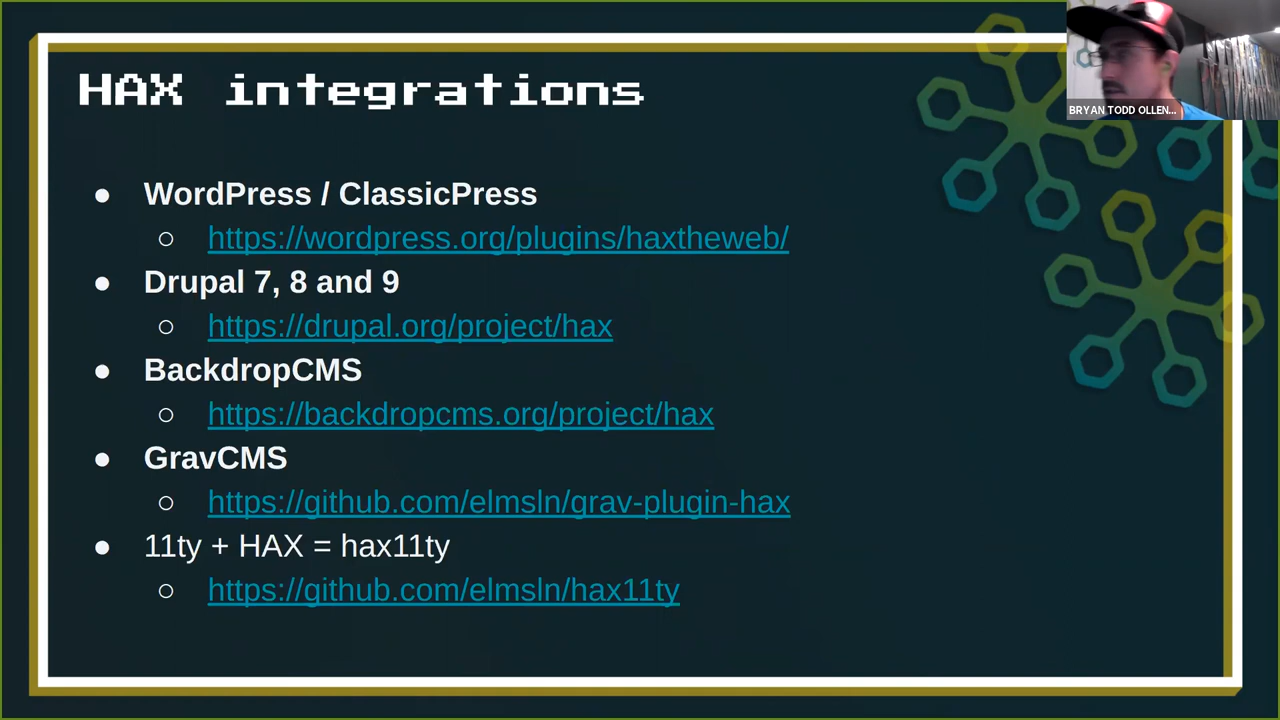 HAX integrations
BRYAN TODD OLLEN...
● WordPress / ClassicPress
○ https://wordpress.org/plugins/haxtheweb/
● Drupal 7, 8 and 9
○ https://drupal.org/project/hax
● BackdropCMS
○ https://backdropcms.org/project/hax
● GravCMS
○ https://github.com/elmsln/grav-plugin-hax
● 11ty + HAX = hax11ty
○ https://github.com/elmsln/hax11ty